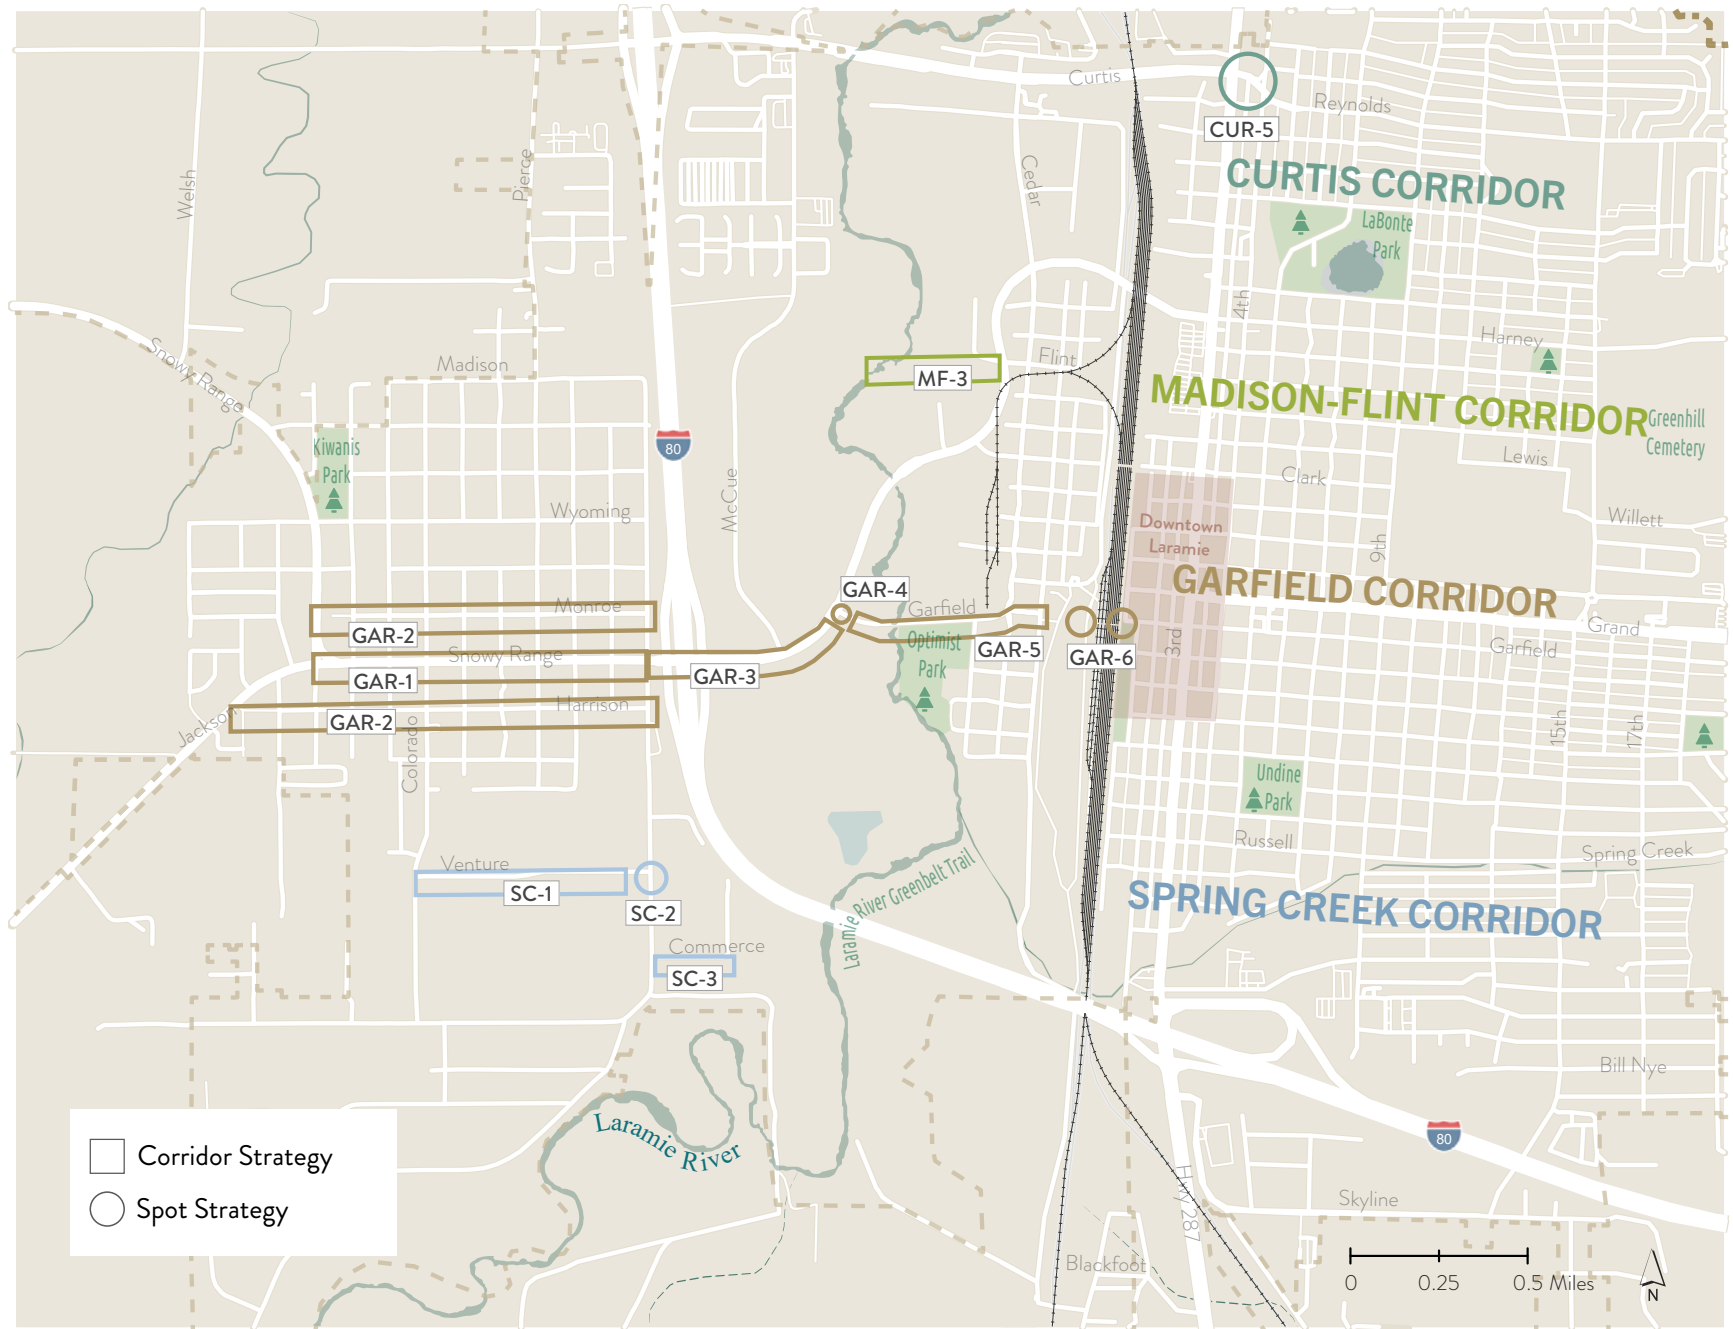 Curtis
Reynolds
CUR-5
CURTIS CORRIDOR
Welsh
Pierce
Cedar
LaBonte
Park
4th
Snowy Range
Madison
MF-3
Flint
Harney
MADISON-FLINT CORRIDOR
Greenhill
Cemetery
Kiwanis
Park
80
Lewis
Clark
McCue
Wyoming
Downtown
Laramie
Willett
9th
GARFIELD CORRIDOR
GAR-4
Monroe
GAR-2
Garfield
Optimist
Park
GAR-5
GAR-6
3rd
Grand
Garfield
Snowy Range
GAR-1
GAR-3
Harrison
GAR-2
Jackson
Colorado
15th
17th
Undine
Park
Russell
Spring Creek
Venture
SC-1
SC-2
Laramie River Greenbelt Trail
SPRING CREEK CORRIDOR
Commerce
SC-3
Bill Nye
Laramie River
80
Corridor Strategy
Spot Strategy
Hwy 287
Skyline
Blackfoot
0 0.25 0.5 Miles
N